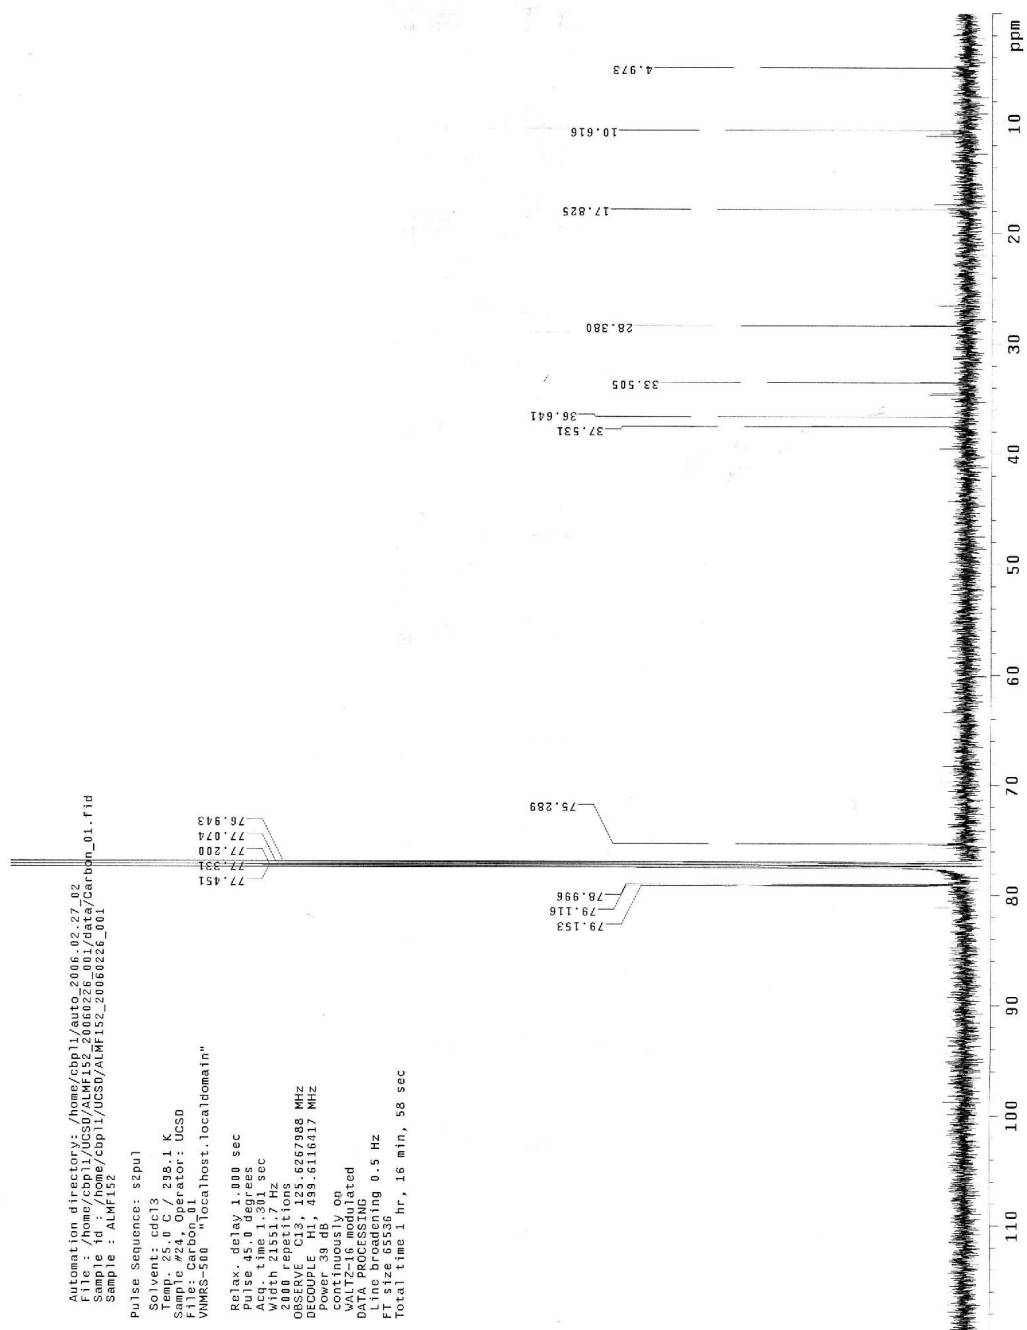 Automation directory: /home/cbpl1/auto_2006.02.27_02
File : /home/cbpl1/UCSD/ALMF152_20060226_001/data/Carbon_01.fid
Sample id : /home/cbpl1/UCSD/ALMF152_20060226_001
Sample : ALMF152
Pulse Sequence: s2pul
Solvent: cdcl3
Temp. 25.0 C / 298.1 K
Sample #24, Operator: UCSD
File: Carbon_01
VNMRS-500 "localhost.localdomain"
Relax. delay 1.000 sec
Pulse 45.0 degrees
Acq. time 1.301 sec
Width 21551.7 Hz
2000 repetitions
OBSERVE C13, 125.6267988 MHz
DECOUPLE H1, 499.6116417 MHz
Power 39 dB
continuously on
WALTZ-16 modulated
DATA PROCESSING
Line broadening 0.5 Hz
FT size 65536
Total time 1 hr, 16 min, 58 sec
77.451
77.331
77.200
77.074
76.943
79.153
79.116
78.996
75.289
37.531
36.641
33.505
28.380
17.825
10.616
4.973
110
100
90
80
70
60
50
40
30
20
10
ppm